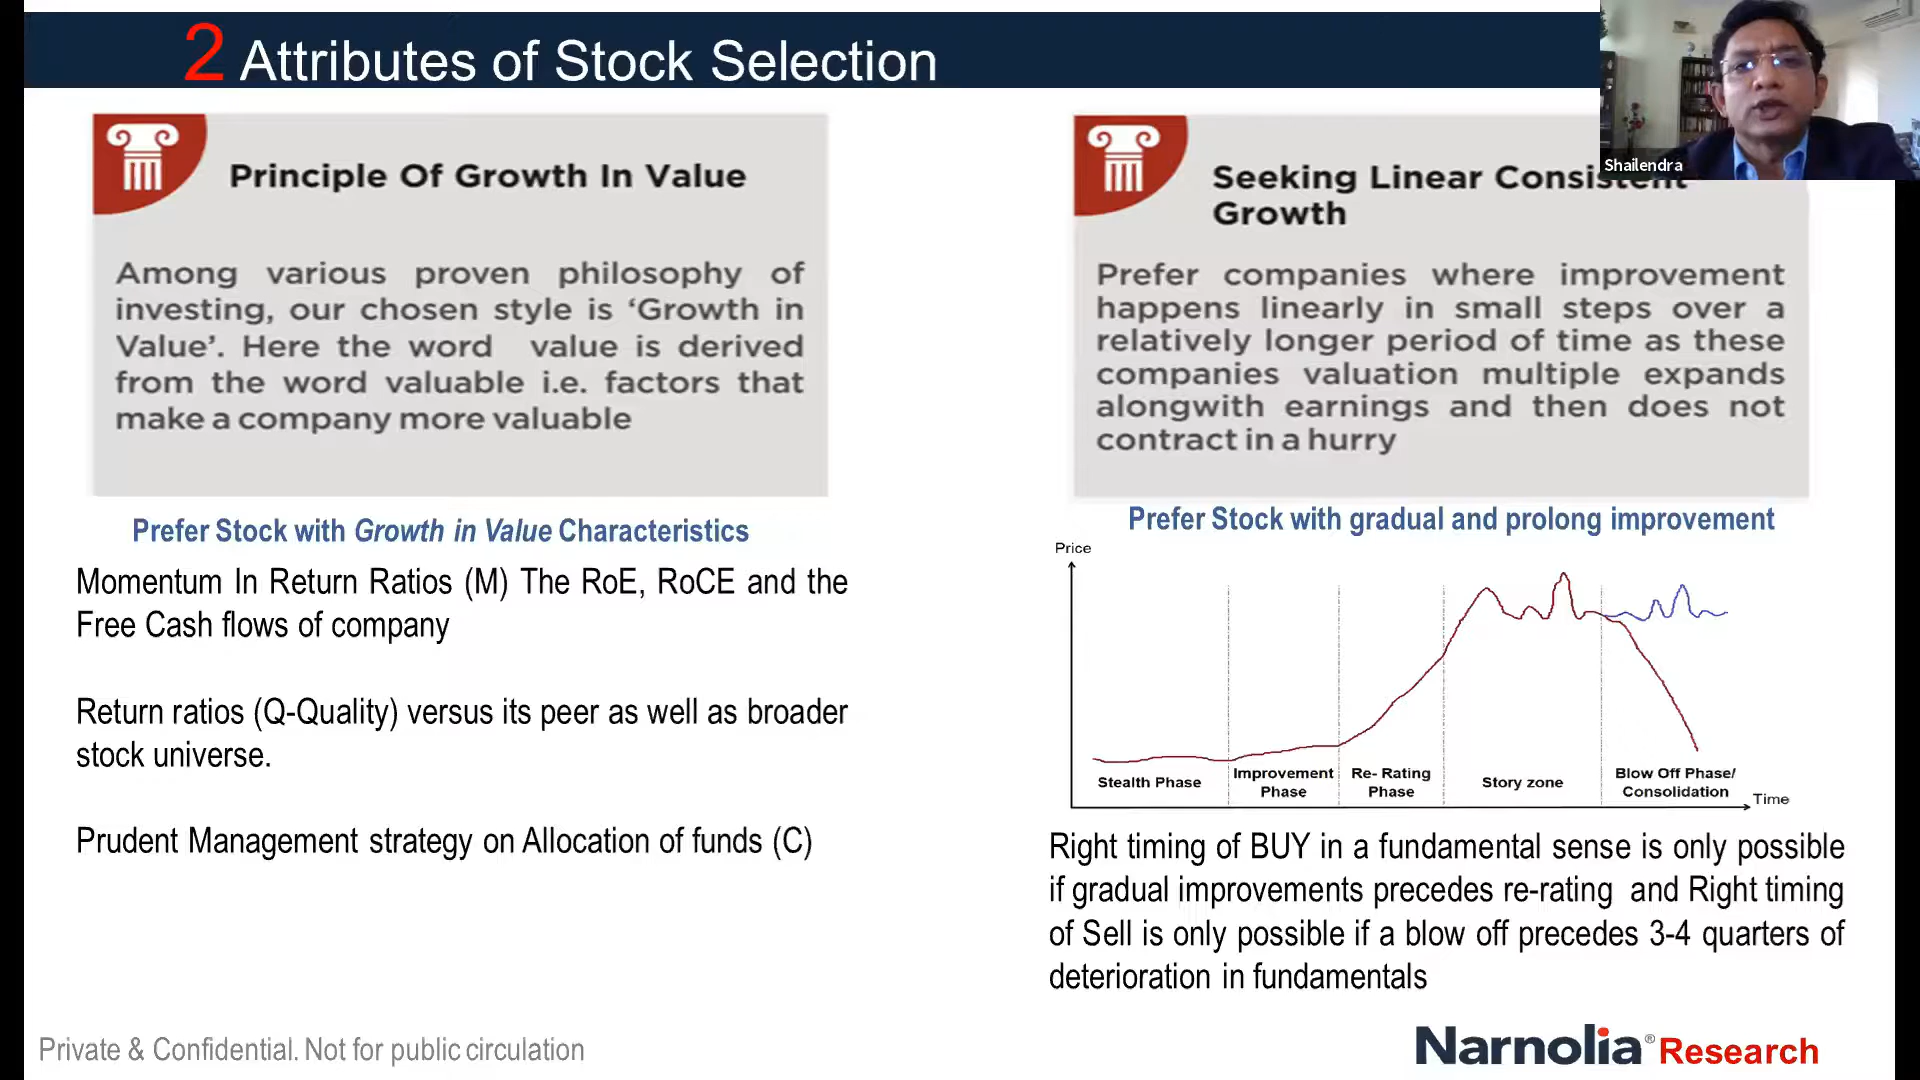 2 Attributes of Stock Selection
Shailendra
Principle Of Growth In Value
Among various proven philosophy of
investing, our chosen style is ‘Growth in
Value’. Here the word value is derived
from the word valuable i.e. factors that
make a company more valuable
Prefer Stock with Growth in Value Characteristics
Momentum In Return Ratios (M) The RoE, RoCE and the
Free Cash flows of company
Return ratios (Q-Quality) versus its peer as well as broader
stock universe.
Prudent Management strategy on Allocation of funds (C)
Seeking Linear Consistent
Growth
Prefer companies where improvement
happens linearly in small steps over a
relatively longer period of time as these
companies valuation multiple expands
alongwith earnings and then does not
contract in a hurry
Prefer Stock with gradual and prolong improvement
Price
Stealth Phase
Improvement
Phase
Re- Rating
Phase
Story zone
Blow Off Phase/
Consolidation
Time
Right timing of BUY in a fundamental sense is only possible
if gradual improvements precedes re-rating and Right timing
of Sell is only possible if a blow off precedes 3-4 quarters of
deterioration in fundamentals
Private & Confidential. Not for public circulation
Narnolia® Research